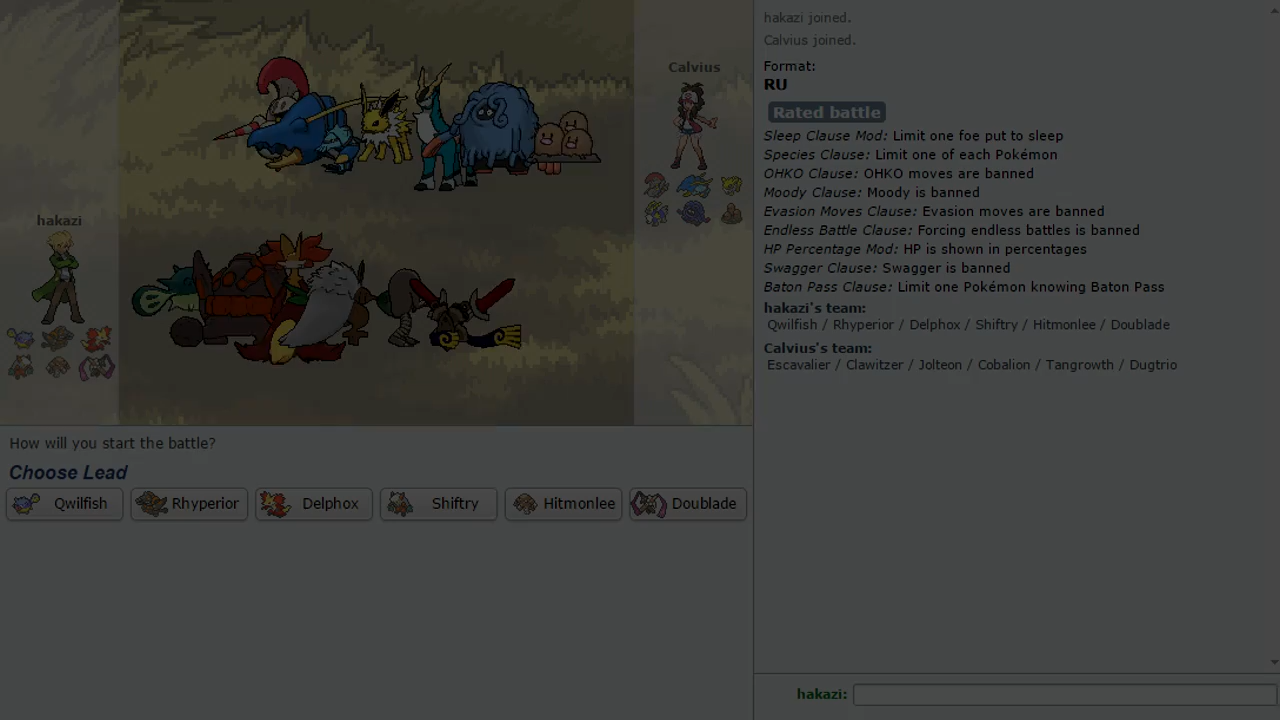 hakazi
Calvius
How will you start the battle?
Choose Lead
Qwilfish
Rhyperior
Delphox
Shiftry
Hitmonlee
Doublade
hakazi joined.
Calvius joined.
Format:
RU
Rated battle
Sleep Clause Mod: Limit one foe put to sleep
Species Clause: Limit one of each Pokémon
OHKO Clause: OHKO moves are banned
Moody Clause: Moody is banned
Evasion Moves Clause: Evasion moves are banned
Endless Battle Clause: Forcing endless battles is banned
HP Percentage Mod: HP is shown in percentages
Swagger Clause: Swagger is banned
Baton Pass Clause: Limit one Pokémon knowing Baton Pass
hakazi's team:
Qwilfish / Rhyperior / Delphox / Shiftry / Hitmonlee / Doublade
Calvius's team:
Escavalier / Clawitzer / Jolteon / Cobalion / Tangrowth / Dugtrio
hakazi: